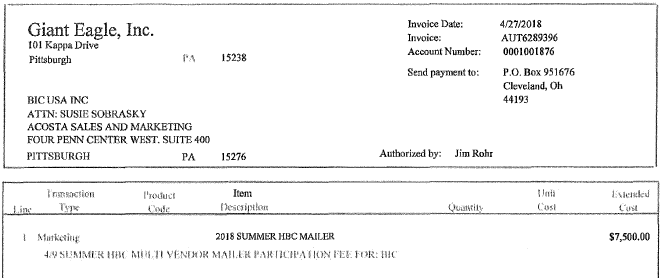 Giant Eagle, Inc.
101 Kappa Drive
Pittsburgh PA 15238
Invoice Date: 4/27/2018
Invoice: AUT6289396
Account Number: 0001001876
Send payment to: P.O. Box 951676
Cleveland, Oh
44193
BIC USA INC
ATTN: SUSIE SOBRASKY
ACOSTA SALES AND MARKETING
FOUR PENN CENTER WEST. SUITE 400
PITTSBURGH PA 15276
Authorized by: Jim Rohr
Line Transaction Type Product Code Item Description Quantity Unit Cost Extended Cost
1 Marketing 2018 SUMMER HBC MAILER $7,500.00
4/9 SUMMER HBC MULTI VENDOR MAILER PARTICIPATION FEE FOR: BIC